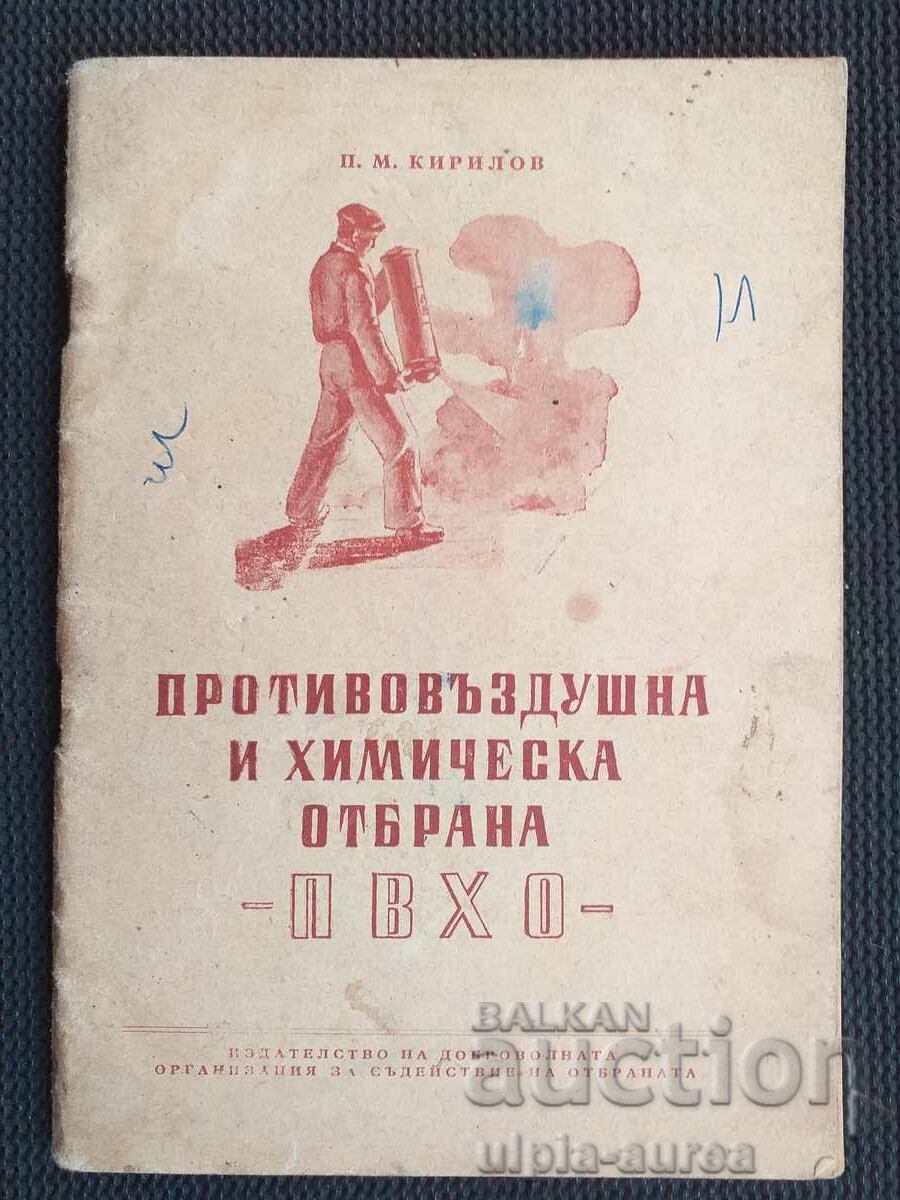 П. М. КИРИЛОВ
ПРОТИВОВЪЗДУШНА
И ХИМИЧЕСКА
ОТБРАНА
-ПВХО-
ИЗДАТЕЛСТВО НА ДОБРОВОЛНАТА
ОРГАНИЗАЦИЯ ЗА СЪДЕЙСТВИЕ НА ОТБРАНАТА
BALKAN
auction
ulpia-aurea